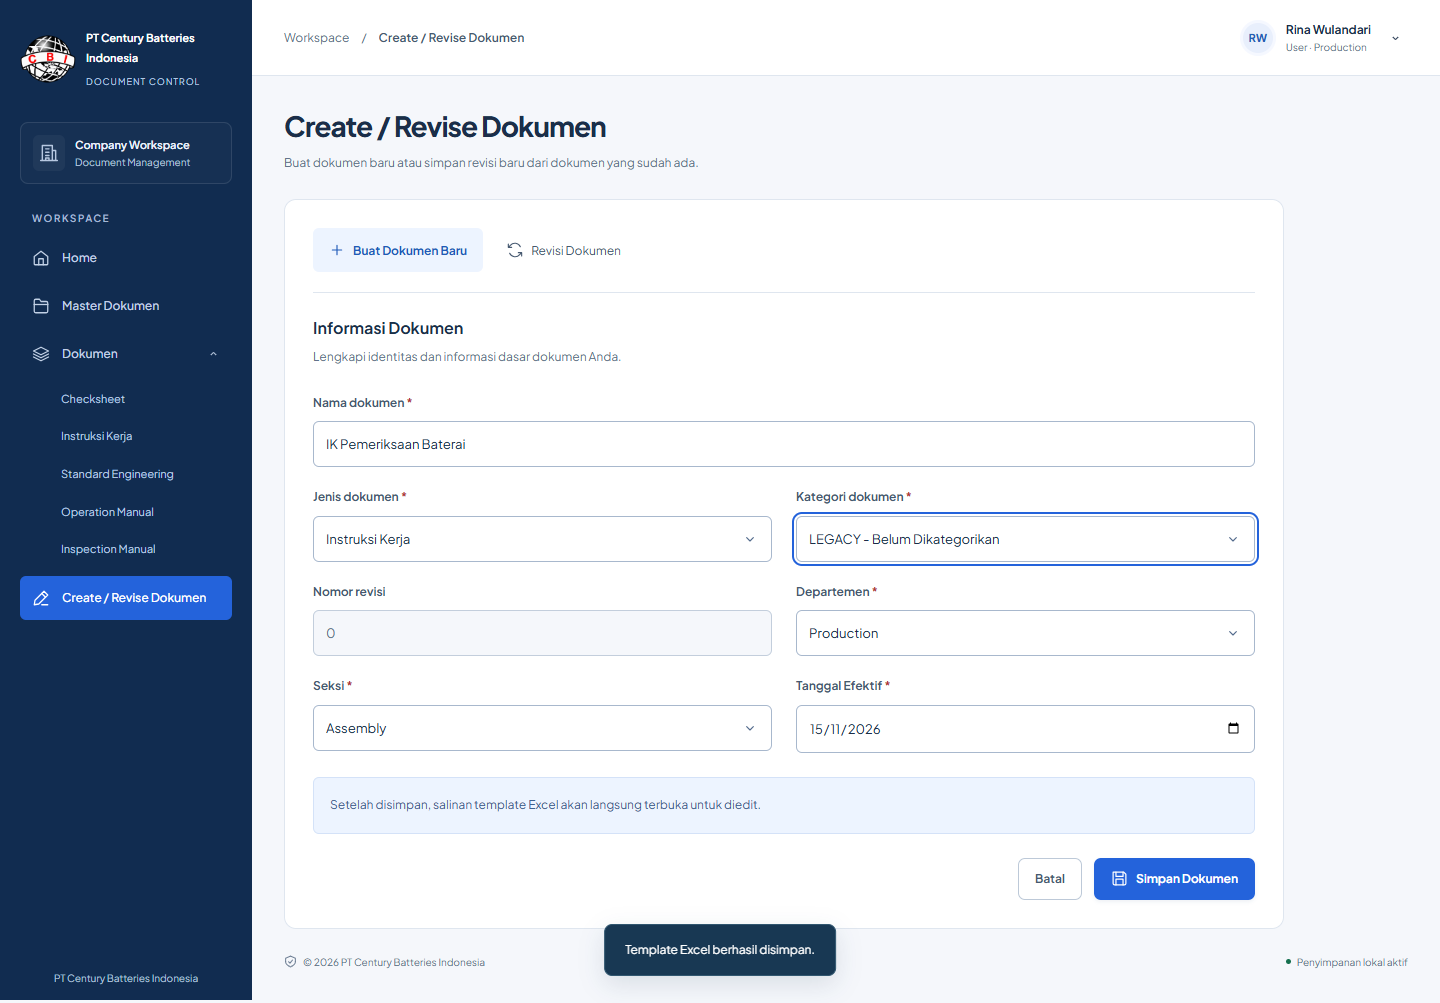 PT Century Batteries
Indonesia
DOCUMENT CONTROL
CBI
Company Workspace
Document Management
WORKSPACE
Home
Master Dokumen
Dokumen
Checksheet
Instruksi Kerja
Standard Engineering
Operation Manual
Inspection Manual
Create / Revise Dokumen
PT Century Batteries Indonesia
Workspace / Create / Revise Dokumen
RW
Rina Wulandari
User · Production
Create / Revise Dokumen
Buat dokumen baru atau simpan revisi baru dari dokumen yang sudah ada.
Buat Dokumen Baru
Revisi Dokumen
Informasi Dokumen
Lengkapi identitas dan informasi dasar dokumen Anda.
Nama dokumen *
IK Pemeriksaan Baterai
Jenis dokumen *
Instruksi Kerja
Kategori dokumen *
LEGACY - Belum Dikategorikan
Nomor revisi
0
Departemen *
Production
Seksi *
Assembly
Tanggal Efektif *
15/11/2026
Setelah disimpan, salinan template Excel akan langsung terbuka untuk diedit.
Batal
Simpan Dokumen
Template Excel berhasil disimpan.
© 2026 PT Century Batteries Indonesia
Penyimpanan lokal aktif